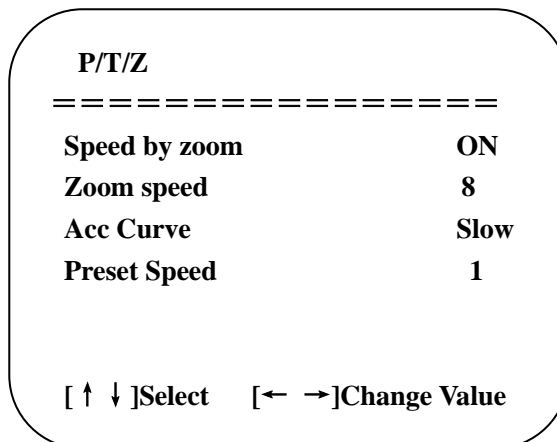 P/T/Z
================
Speed by zoom ON
Zoom speed 8
Acc Curve Slow
Preset Speed 1
[ ↑ ↓ ]Select [← →]Change Value